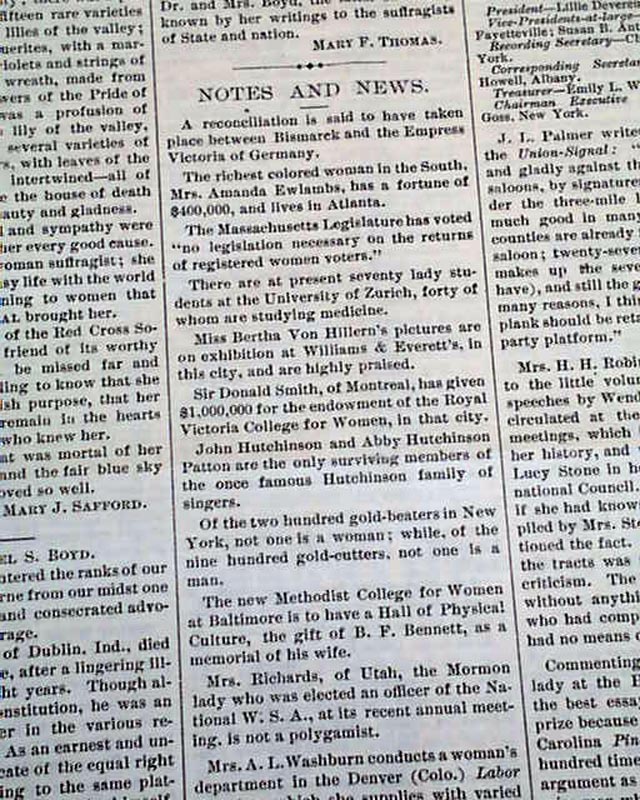 fifteen rare varieties
lilies of the valley;
uerites, with a mar-
iolets and strings of
wreath, made from
wers of the Pride of
was a profusion of
lily of the valley,
several varieties of
s, with leaves of the
intertwined—all of
e the house of death
auty and gladness.
l and sympathy were
her every good cause.
oman suffragist; she
sy life with the world
ning to women that
AL brought her.
of the Red Cross So-
friend of its worthy
be missed far and
ling to know that she
ish purpose, that her
remain in the hearts
who knew her.
at was mortal of her
and the fair blue sky
oved so well.
MARY J. SAFFORD.
EL S. BOYD.
ntered the ranks of our
rne from our midst one
and consecrated advo-
rage.
of Dublin. Ind., died
e, after a lingering ill-
ht years. Though al-
nstitution, he was an
er in the various re-
As an earnest and un-
cate of the equal right
ing to the same plat-
Dr. and Mrs. Boyd, the
known by her writings to the suffragists
of State and nation.
MARY F. THOMAS.
NOTES AND NEWS.
A reconciliation is said to have taken
place between Bismarck and the Empress
Victoria of Germany.
The richest colored woman in the South,
Mrs. Amanda Ewlambs, has a fortune of
$400,000, and lives in Atlanta.
The Massachusetts Legislature has voted
"no legislation necessary on the returns
of registered women voters."
There are at present seventy lady stu-
dents at the University of Zurich, forty of
whom are studying medicine.
Miss Bertha Von Hillern's pictures are
on exhibition at Williams & Everett's, in
this city, and are highly praised.
Sir Donald Smith, of Montreal, has given
$1,000,000 for the endowment of the Royal
Victoria College for Women, in that city.
John Hutchinson and Abby Hutchinson
Patton are the only surviving members of
the once famous Hutchinson family of
singers.
Of the two hundred gold-beaters in New
York, not one is a woman; while, of the
nine hundred gold-cutters, not one is a
man.
The new Methodist College for Women
at Baltimore is to have a Hall of Physical
Culture, the gift of B. F. Bennett, as a
memorial of his wife.
Mrs. Richards, of Utah, the Mormon
lady who was elected an officer of the Na-
tional W. S. A., at its recent annual meet-
ing, is not a polygamist.
Mrs. A. L. Washburn conducts a woman's
department in the Denver (Colo.) Labor
which she supplies with varied
President—Lillie Devere
Vice-Presidents-at-large
Fayetteville; Susan B. Ant
Recording Secretary—Ch
York.
Corresponding Secretar
Howell, Albany.
Treasurer—Emily L. W
Chairman Executive
Goss, New York.
J. L. Palmer write
the Union-Signal: "
and gladly against th
saloons, by signature
der the three-mile l
much good in many
counties are already
saloon; twenty-seve
makes up the seve
have), and still the g
many reasons, I thin
plank should be reta
party platform."
Mrs. H. H. Robi
to the little volu
speeches by Wend
circulated at the
meetings, which
her history, and
Lucy Stone in h
national Council.
if she had know
piled by Mrs. Sto
tioned the fact.
the tracts was
criticism. The
without anythi
who had comp
had no means
Commenting
lady at the H
the best essa
prize because
Carolina Pin
hundred time
argument as